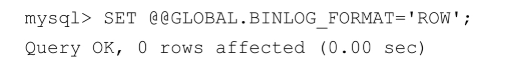 mysql> SET @@GLOBAL.BINLOG_FORMAT='ROW';
Query OK, 0 rows affected (0.00 sec)